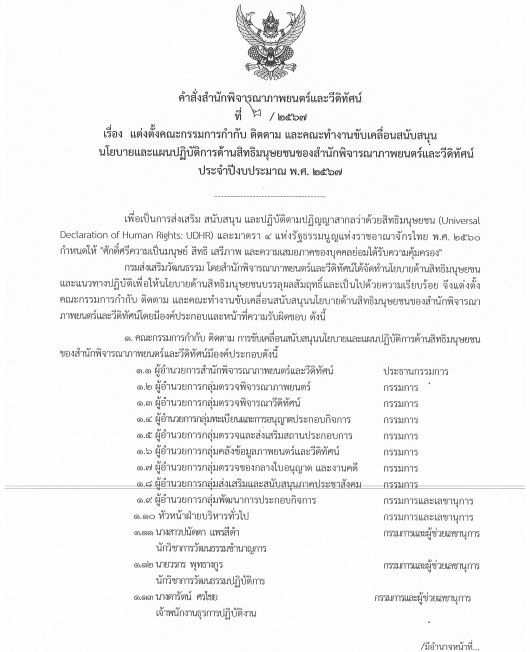 คำสั่งสำนักพิจารณาภาพยนตร์และวีดิทัศน์
ที่ ๒ / ๒๕๖๗
เรื่อง แต่งตั้งคณะกรรมการกำกับ ติดตาม และคณะทำงานขับเคลื่อนสนับสนุน
นโยบายและแผนปฏิบัติการด้านสิทธิมนุษยชนของสำนักพิจารณาภาพยนตร์และวีดิทัศน์
ประจำปีงบประมาณ พ.ศ. ๒๕๖๗
เพื่อเป็นการส่งเสริม สนับสนุน และปฏิบัติตามปฏิญญาสากลว่าด้วยสิทธิมนุษยชน (Universal
Declaration of Human Rights: UDHR) และมาตรา ๔ แห่งรัฐธรรมนูญแห่งราชอาณาจักรไทย พ.ศ. ๒๕๖๐
กำหนดให้ "ศักดิ์ศรีความเป็นมนุษย์ สิทธิ เสรีภาพ และความเสมอภาคของบุคคลย่อมได้รับความคุ้มครอง"
กรมส่งเสริมวัฒนธรรม โดยสำนักพิจารณาภาพยนตร์และวีดิทัศน์ได้จัดทำนโยบายด้านสิทธิมนุษยชน
และแนวทางปฏิบัติเพื่อให้นโยบายด้านสิทธิมนุษยชนบรรลุผลสัมฤทธิ์และเป็นไปด้วยความเรียบร้อย จึงแต่งตั้ง
คณะกรรมการกำกับ ติดตาม และคณะทำงานขับเคลื่อนสนับสนุนนโยบายด้านสิทธิมนุษยชนของสำนักพิจารณา
ภาพยนตร์และวีดิทัศน์โดยมีองค์ประกอบและหน้าที่ความรับผิดชอบ ดังนี้
๑. คณะกรรมการกำกับ ติดตาม การขับเคลื่อนสนับสนุนนโยบายและแผนปฏิบัติการด้านสิทธิมนุษยชน
ของสำนักพิจารณาภาพยนตร์และวีดิทัศน์มีองค์ประกอบดังนี้
๑.๑ ผู้อำนวยการสำนักพิจารณาภาพยนตร์และวีดิทัศน์ ประธานกรรมการ
๑.๒ ผู้อำนวยการกลุ่มตรวจพิจารณาภาพยนตร์ กรรมการ
๑.๓ ผู้อำนวยการกลุ่มตรวจพิจารณาวีดิทัศน์ กรรมการ
๑.๔ ผู้อำนวยการกลุ่มทะเบียนและการอนุญาตประกอบกิจการ กรรมการ
๑.๕ ผู้อำนวยการกลุ่มตรวจและส่งเสริมสถานประกอบการ กรรมการ
๑.๖ ผู้อำนวยการกลุ่มคลังข้อมูลภาพยนตร์และวีดิทัศน์ กรรมการ
๑.๗ ผู้อำนวยการกลุ่มตรวจของกลางใบอนุญาต และงานคดี กรรมการ
๑.๘ ผู้อำนวยการกลุ่มส่งเสริมและสนับสนุนภาคประชาสังคม กรรมการ
๑.๙ ผู้อำนวยการกลุ่มพัฒนาการประกอบกิจการ กรรมการและเลขานุการ
๑.๑๐ หัวหน้าฝ่ายบริหารทั่วไป กรรมการและเลขานุการ
๑.๑๑ นางสาวปนัดดา แพรสีดำ กรรมการและผู้ช่วยเลขานุการ
นักวิชาการวัฒนธรรมชำนาญการ
๑.๑๒ นายวรกร พุทธางกูร กรรมการและผู้ช่วยเลขานุการ
นักวิชาการวัฒนธรรมปฏิบัติการ
๑.๑๓ นางดารัตน์ ศรไชย กรรมการและผู้ช่วยเลขานุการ
เจ้าพนักงานธุรการปฏิบัติงาน
/มีอำนาจหน้าที่...